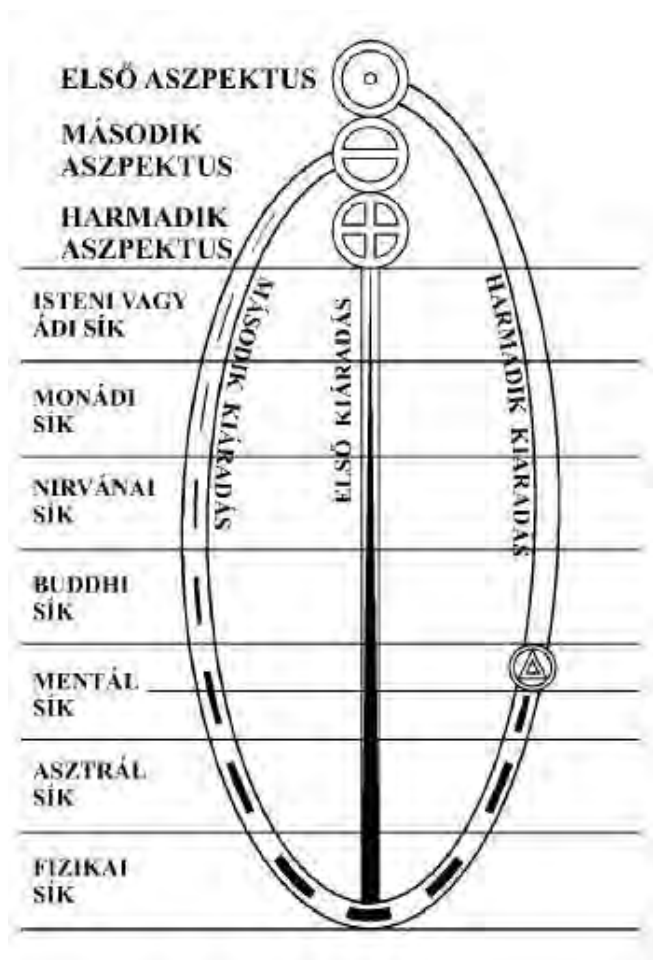 ELSŐ ASZPEKTUS
MÁSODIK
ASZPEKTUS
HARMADIK
ASZPEKTUS
ISTENI VAGY
ÁDI SÍK
MONÁDI
SÍK
NIRVÁNAI
SÍK
BUDDHI
SÍK
MENTÁL
SÍK
ASZTRÁL
SÍK
FIZIKAI
SÍK
MÁSODIK KIÁRADÁS
ELSŐ KIÁRADÁS
HARMADIK KIÁRADÁS